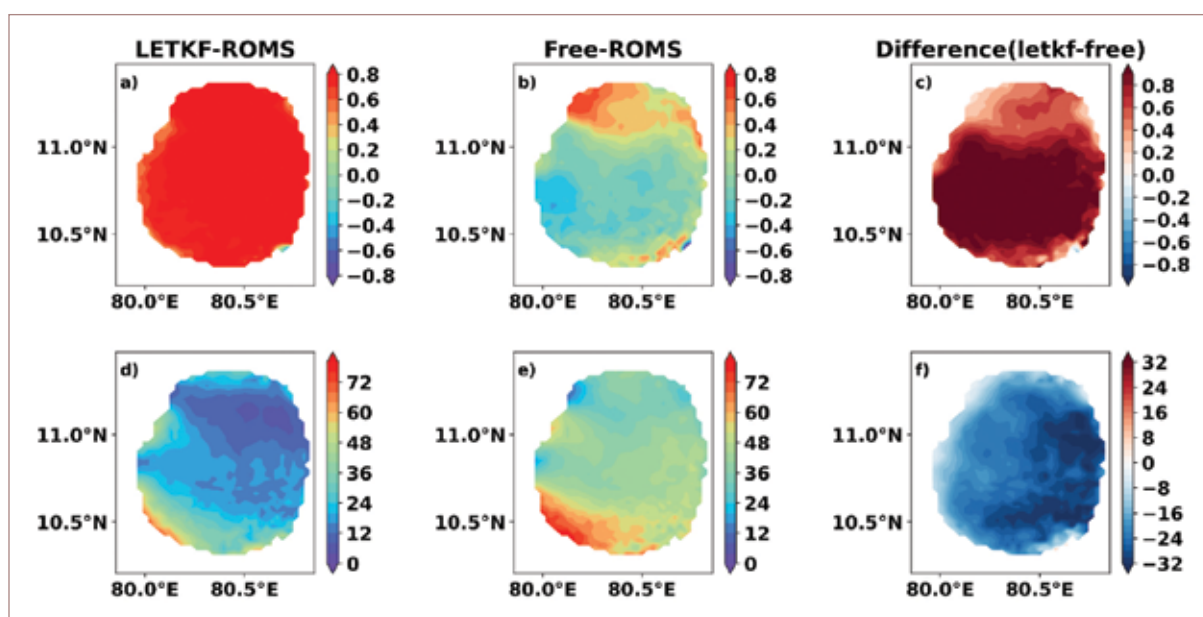 LETKF-ROMS Free-ROMS Difference(letkf-free)
a) 0.8 b) 0.8 c) 0.8
0.6 0.6 0.6
11.0°N 0.4 11.0°N 0.4 11.0°N 0.4
0.2 0.2 0.2
0.0 0.0 0.0
−0.2 −0.2 −0.2
10.5°N −0.4 10.5°N −0.4 10.5°N −0.4
−0.6 −0.6 −0.6
−0.8 −0.8 −0.8
80.0°E 80.5°E 80.0°E 80.5°E 80.0°E 80.5°E
d) 72 e) 72 f) 32
60 60 24
11.0°N 48 11.0°N 48 11.0°N 16
36 36 8
24 24 0
10.5°N 12 10.5°N 12 10.5°N −8
0 0 −16
−24
−32
80.0°E 80.5°E 80.0°E 80.5°E 80.0°E 80.5°E